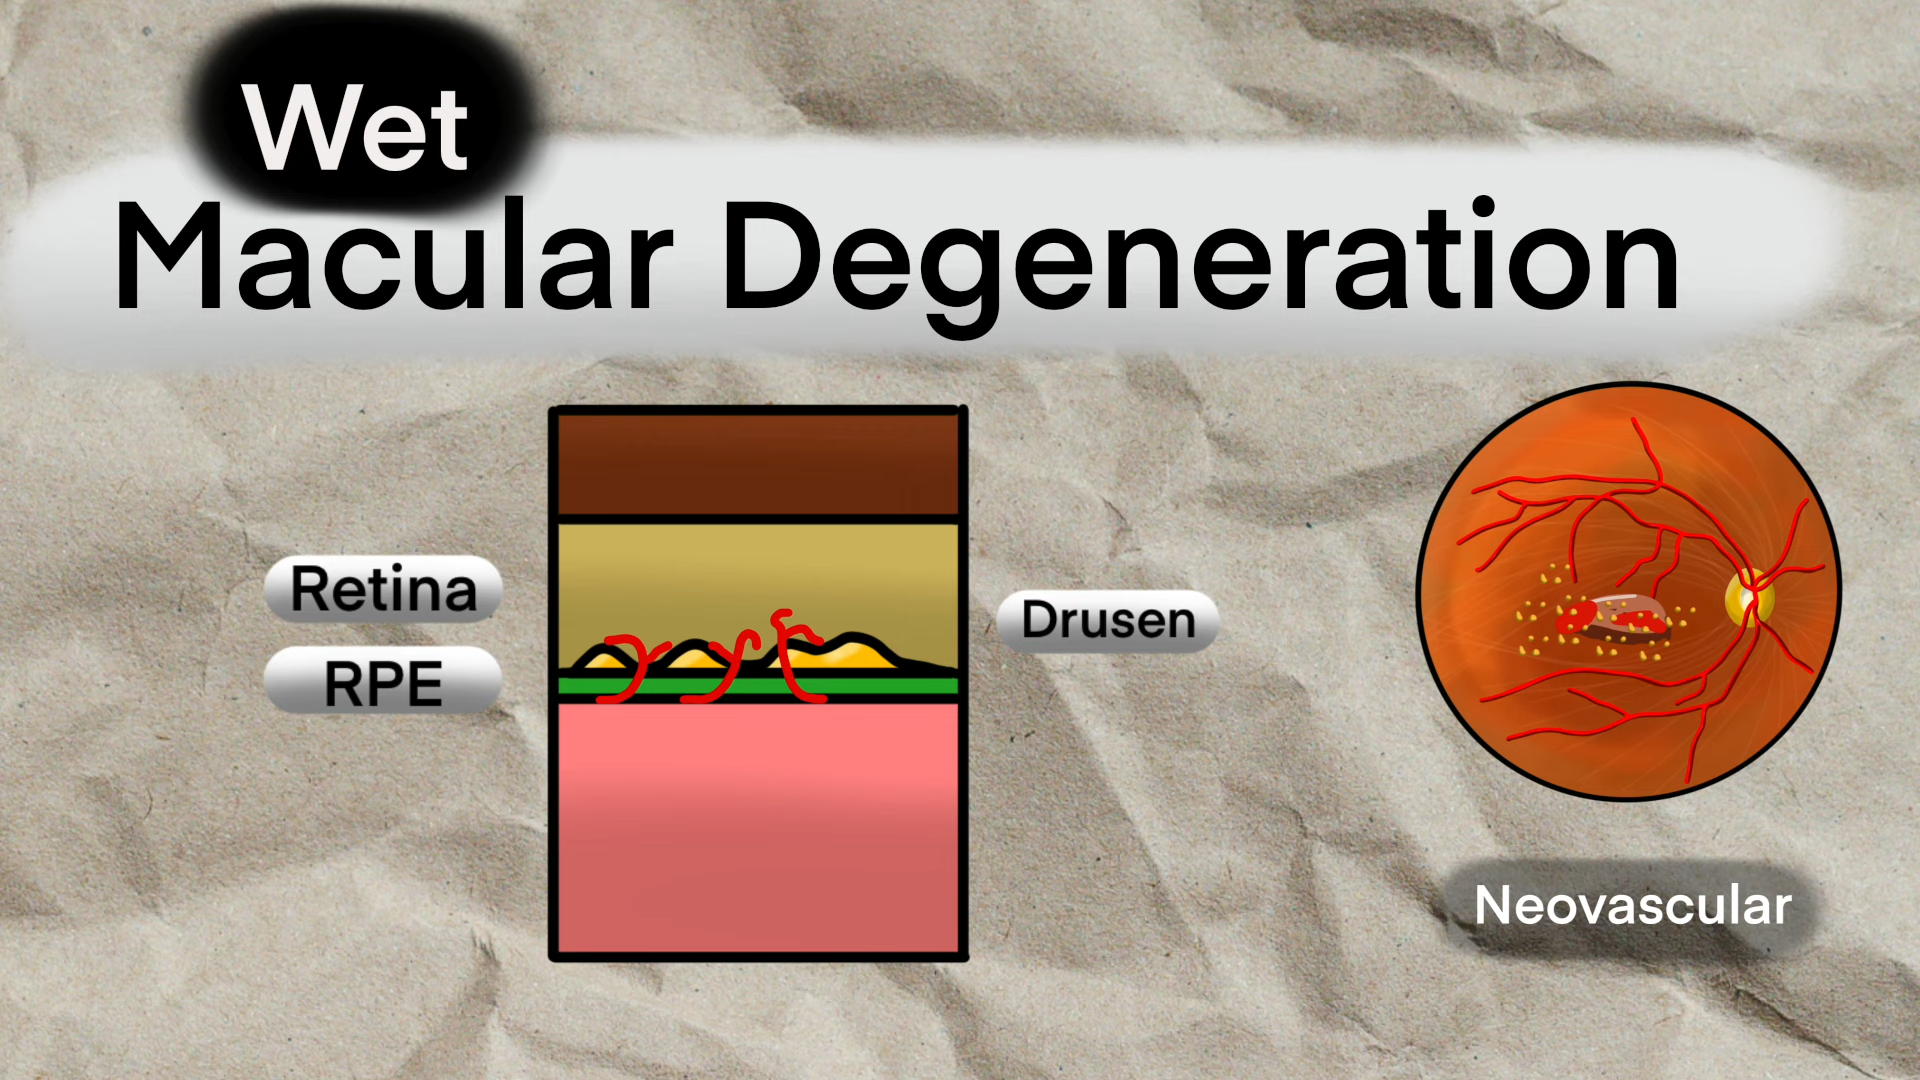 Wet
Macular Degeneration
Retina
RPE
Drusen
Neovascular